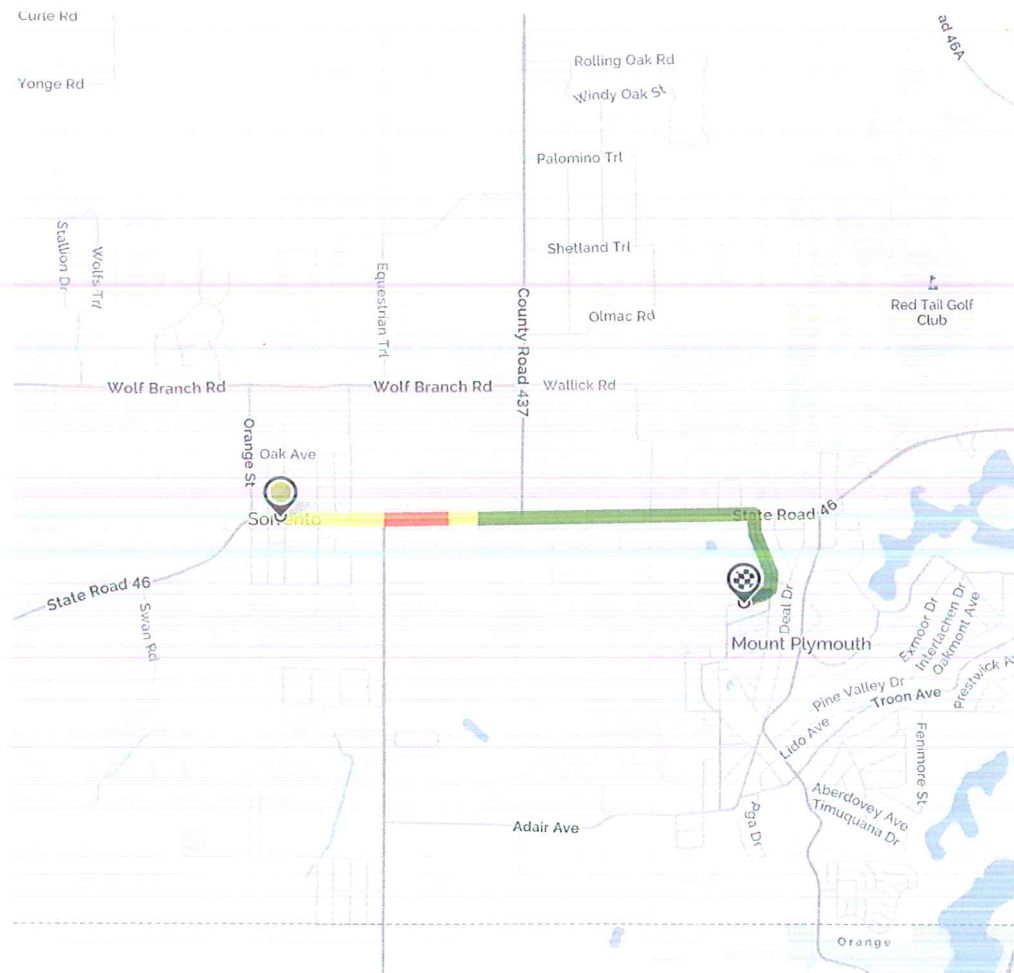 Curle Rd
ad 46A
Rolling Oak Rd
Yonge Rd
Windy Oak St
Palomino Trl
Stallion Dr
Wolfs Trl
Shetland Trl
Equestrian Trl
County Road 437
Red Tail Golf
Club
Olmac Rd
Wolf Branch Rd
Wolf Branch Rd
Wallick Rd
Orange St
Oak Ave
Sorrento
State Road 46
State Road 46
Swan Rd
Deal Dr
Exmoor Dr
Interlachen Dr
Oakmont Ave
Mount Plymouth
Prestwick A
Pine Valley Dr
Troon Ave
Lido Ave
Fenimore St
Aberdovey Ave
Timuquana Dr
Pga Dr
Adair Ave
Orange